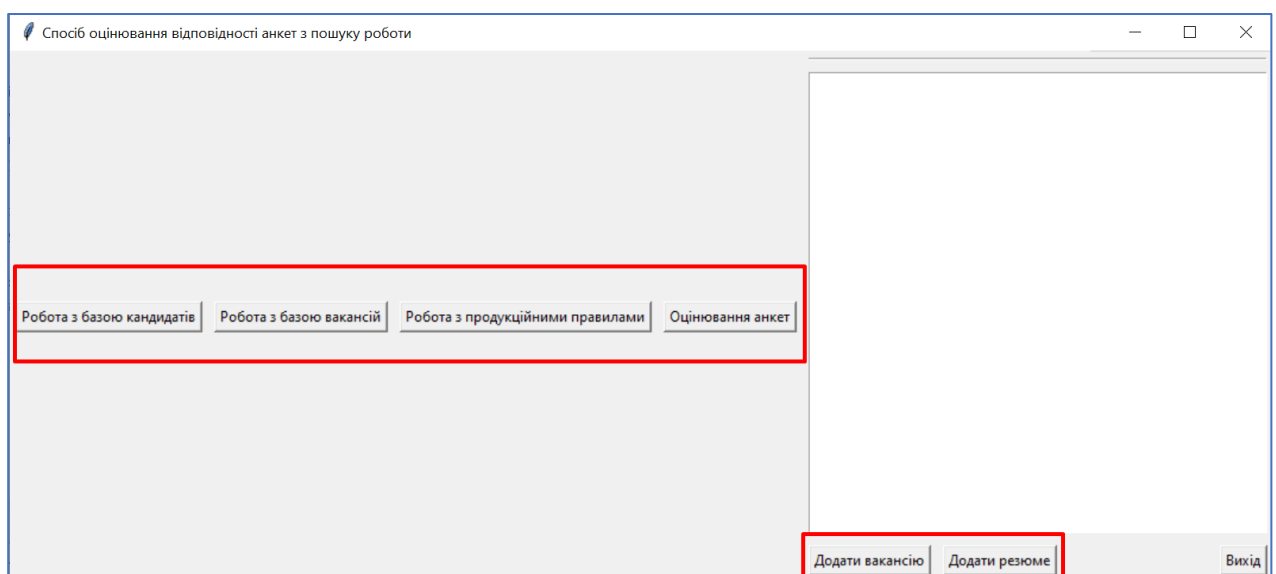 Спосіб оцінювання відповідності анкет з пошуку роботи
Робота з базою кандидатів Робота з базою вакансій Робота з продукційними правилами Оцінювання анкет
Додати вакансію Додати резюме Вихід